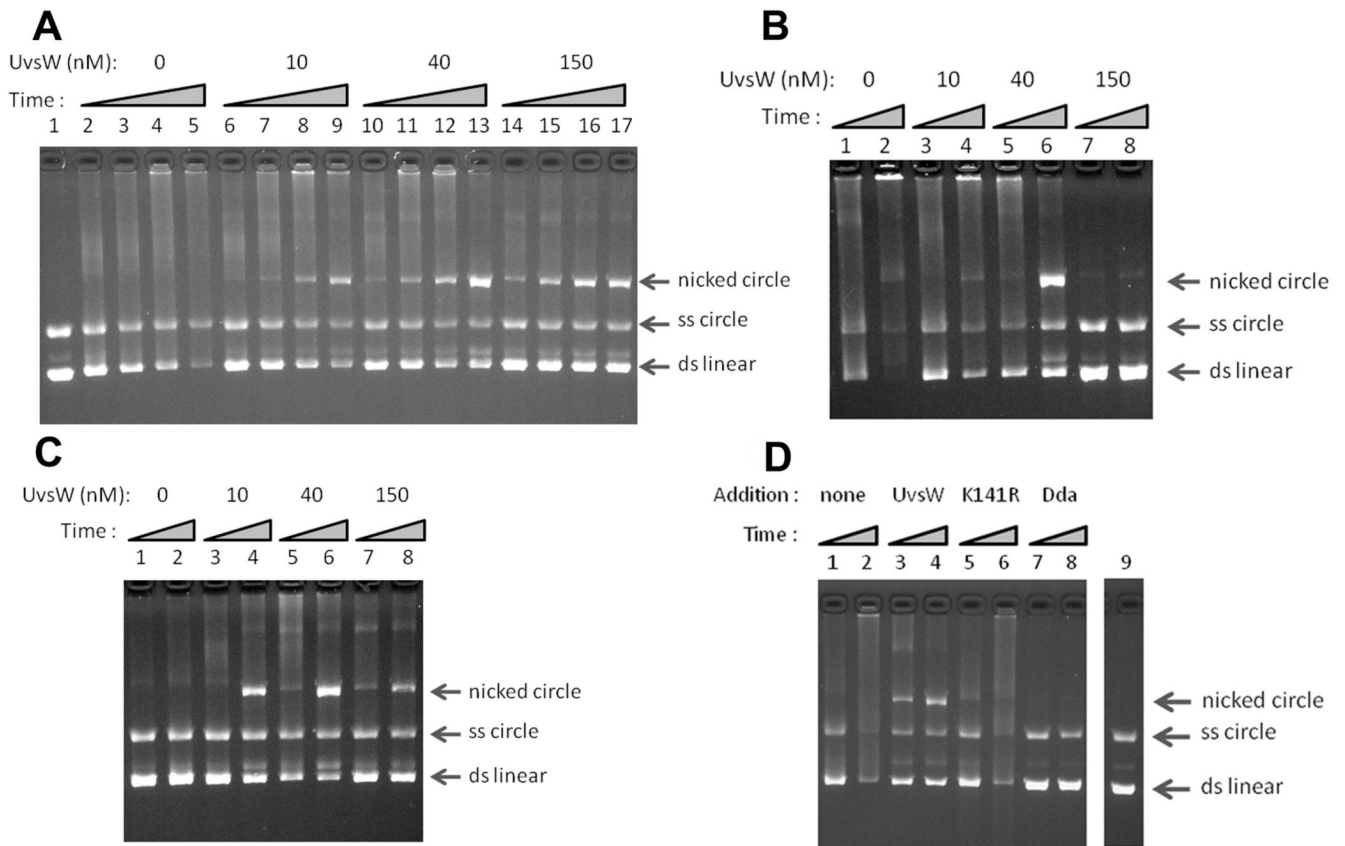 A
UvsW (nM): 0 10 40 150
Time :
1 2 3 4 5 6 7 8 9 10 11 12 13 14 15 16 17
nicked circle
ss circle
ds linear
B
UvsW (nM): 0 10 40 150
Time :
1 2 3 4 5 6 7 8
nicked circle
ss circle
ds linear
C
UvsW (nM): 0 10 40 150
Time :
1 2 3 4 5 6 7 8
nicked circle
ss circle
ds linear
D
Addition : none UvsW K141R Dda
Time :
1 2 3 4 5 6 7 8 9
nicked circle
ss circle
ds linear